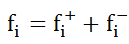 fᵢ = fᵢ⁺ + fᵢ⁻